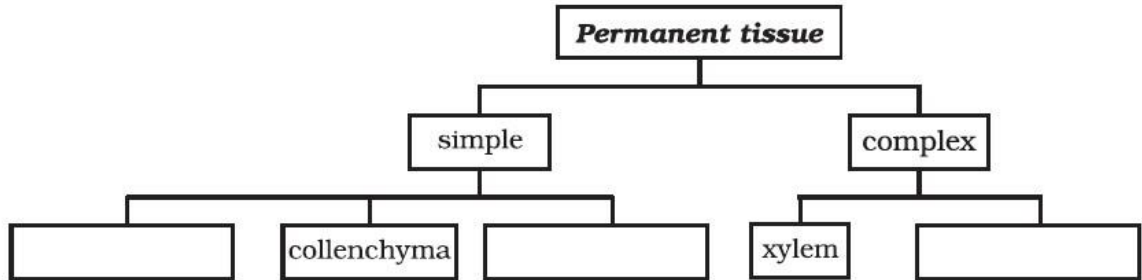 Permanent tissue
simple
complex
collenchyma
xylem